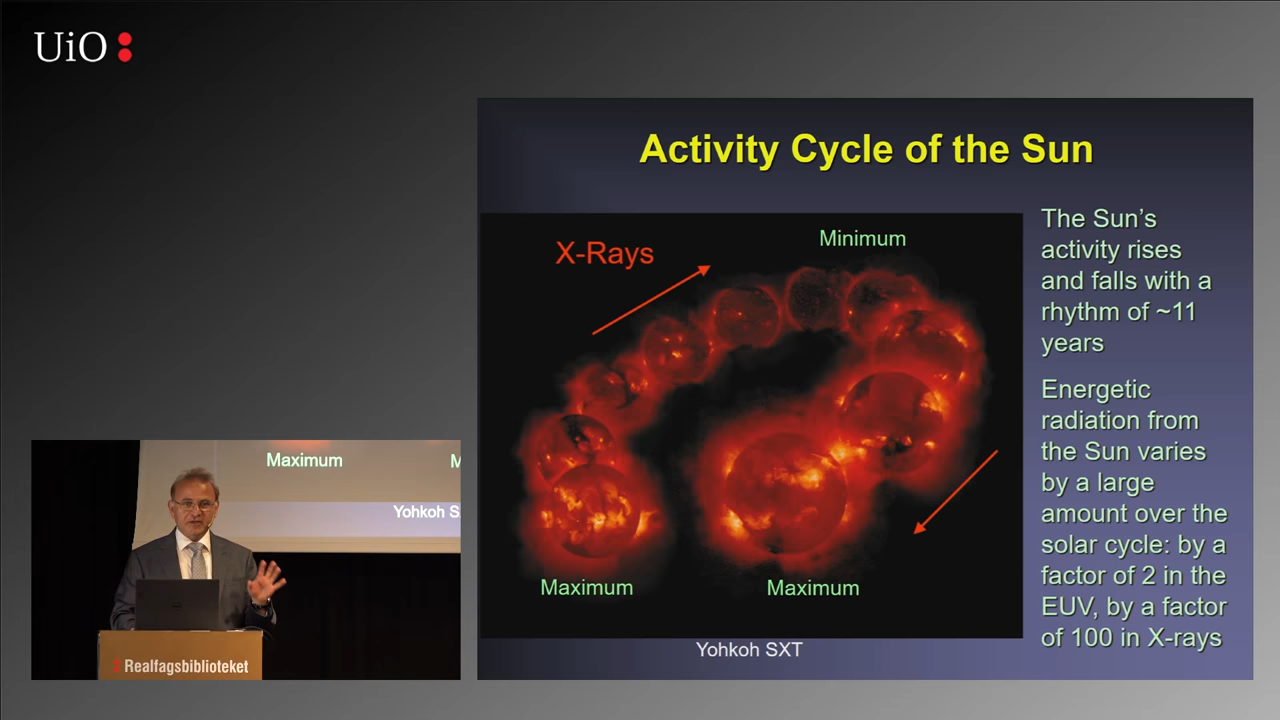 UiO
Activity Cycle of the Sun
X-Rays
Minimum
Maximum
Maximum
Yohkoh SXT
The Sun's
activity rises
and falls with a
rhythm of ~11
years
Energetic
radiation from
the Sun varies
by a large
amount over the
solar cycle: by a
factor of 2 in the
EUV, by a factor
of 100 in X-rays
Maximum
M
Yohkoh S
Realfagsbiblioteket